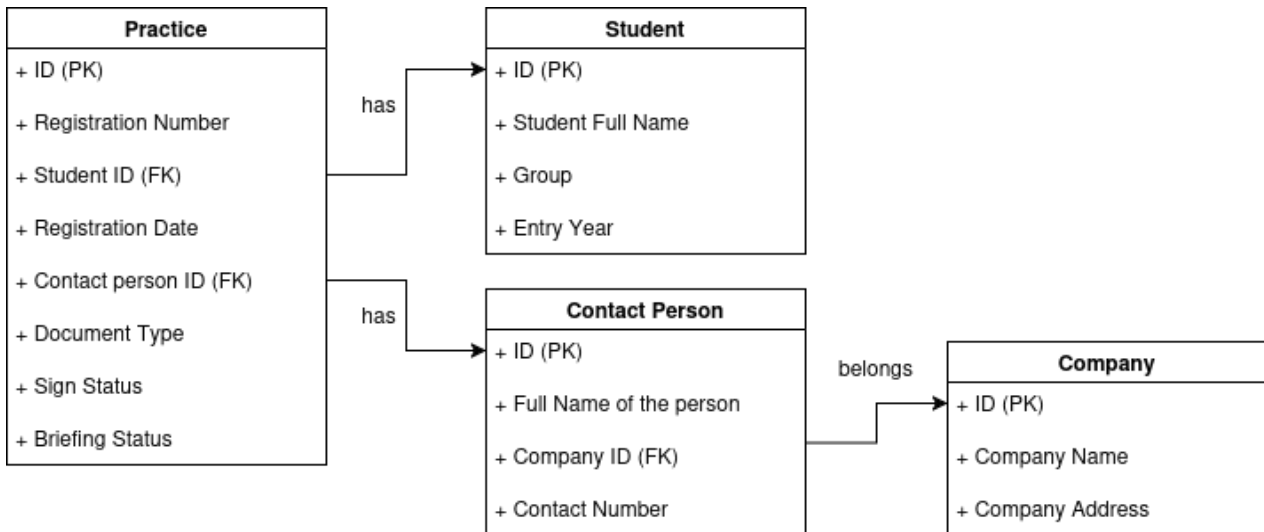 Practice
+ ID (PK)
+ Registration Number
+ Student ID (FK)
+ Registration Date
+ Contact person ID (FK)
+ Document Type
+ Sign Status
+ Briefing Status
has
has
Student
+ ID (PK)
+ Student Full Name
+ Group
+ Entry Year
Contact Person
+ ID (PK)
+ Full Name of the person
+ Company ID (FK)
+ Contact Number
belongs
Company
+ ID (PK)
+ Company Name
+ Company Address